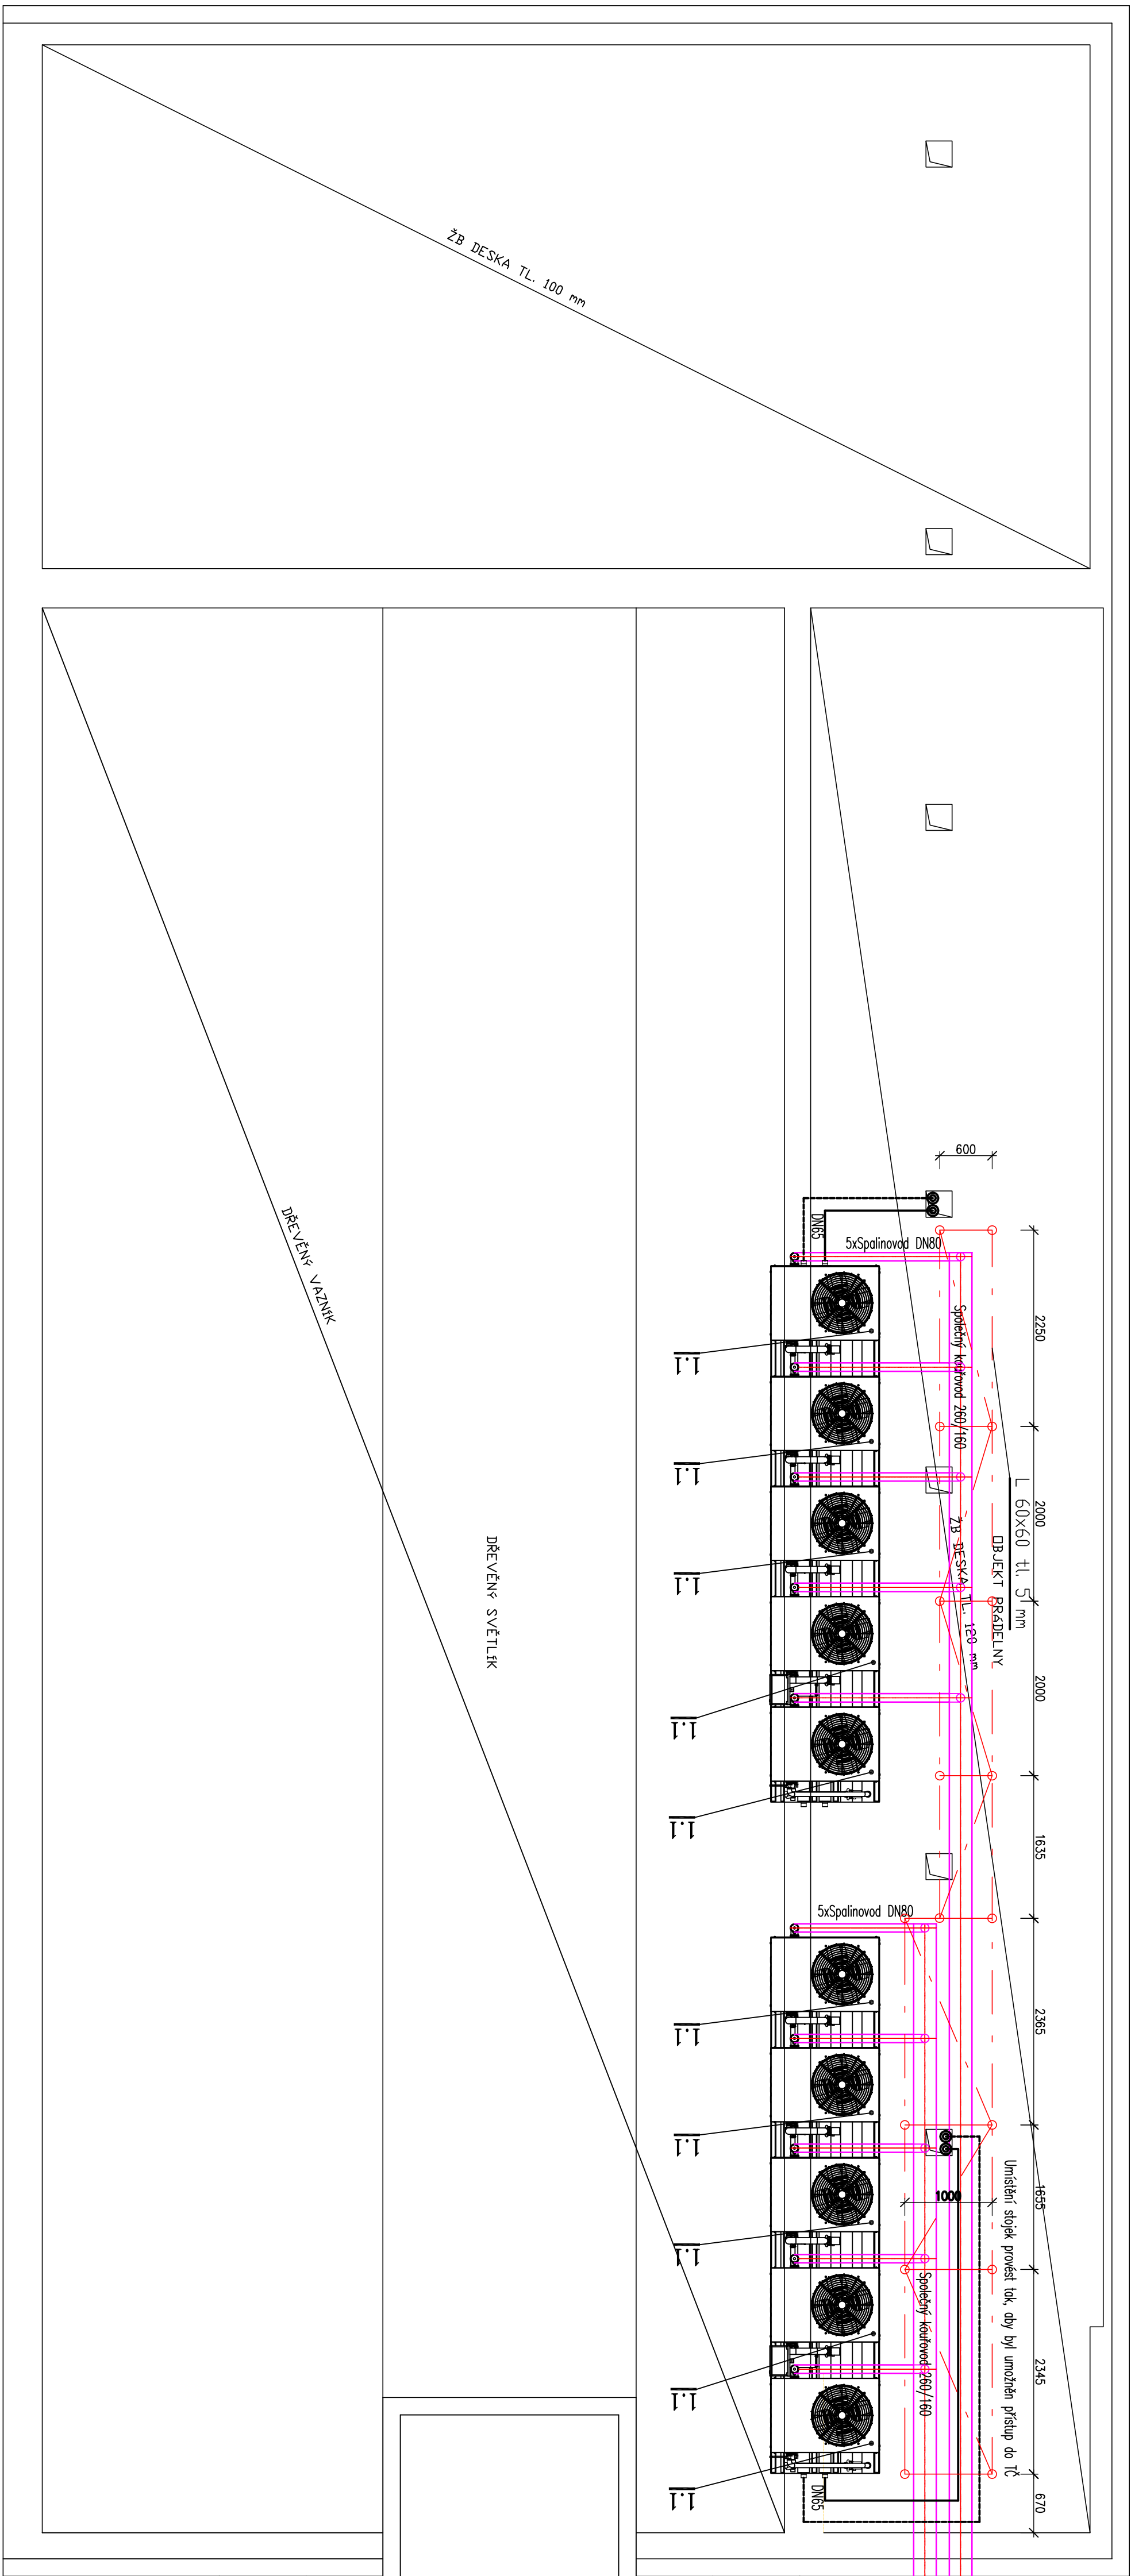 ŽB DESKA TL. 100 mm
600
DN65
5xSpalinovod DN80
2250
Společný kouřovod 260/160
1.1
1.1
L 60x60 tl. 5 mm
2000
OBJEKT PRÁDELNY
ŽB DESKA TL. 120 mm
DŘEVĚNÝ VAZNÍK
DŘEVĚNÝ SVĚTLÍK
1.1
2000
1.1
1.1
1635
5xSpalinovod DN80
2365
1.1
1.1
1655
1000
Umístění stojek provést tak, aby byl umožněn přístup do TČ
1.1
Společný kouřovod 260/160
2345
1.1
1.1
DN65
670